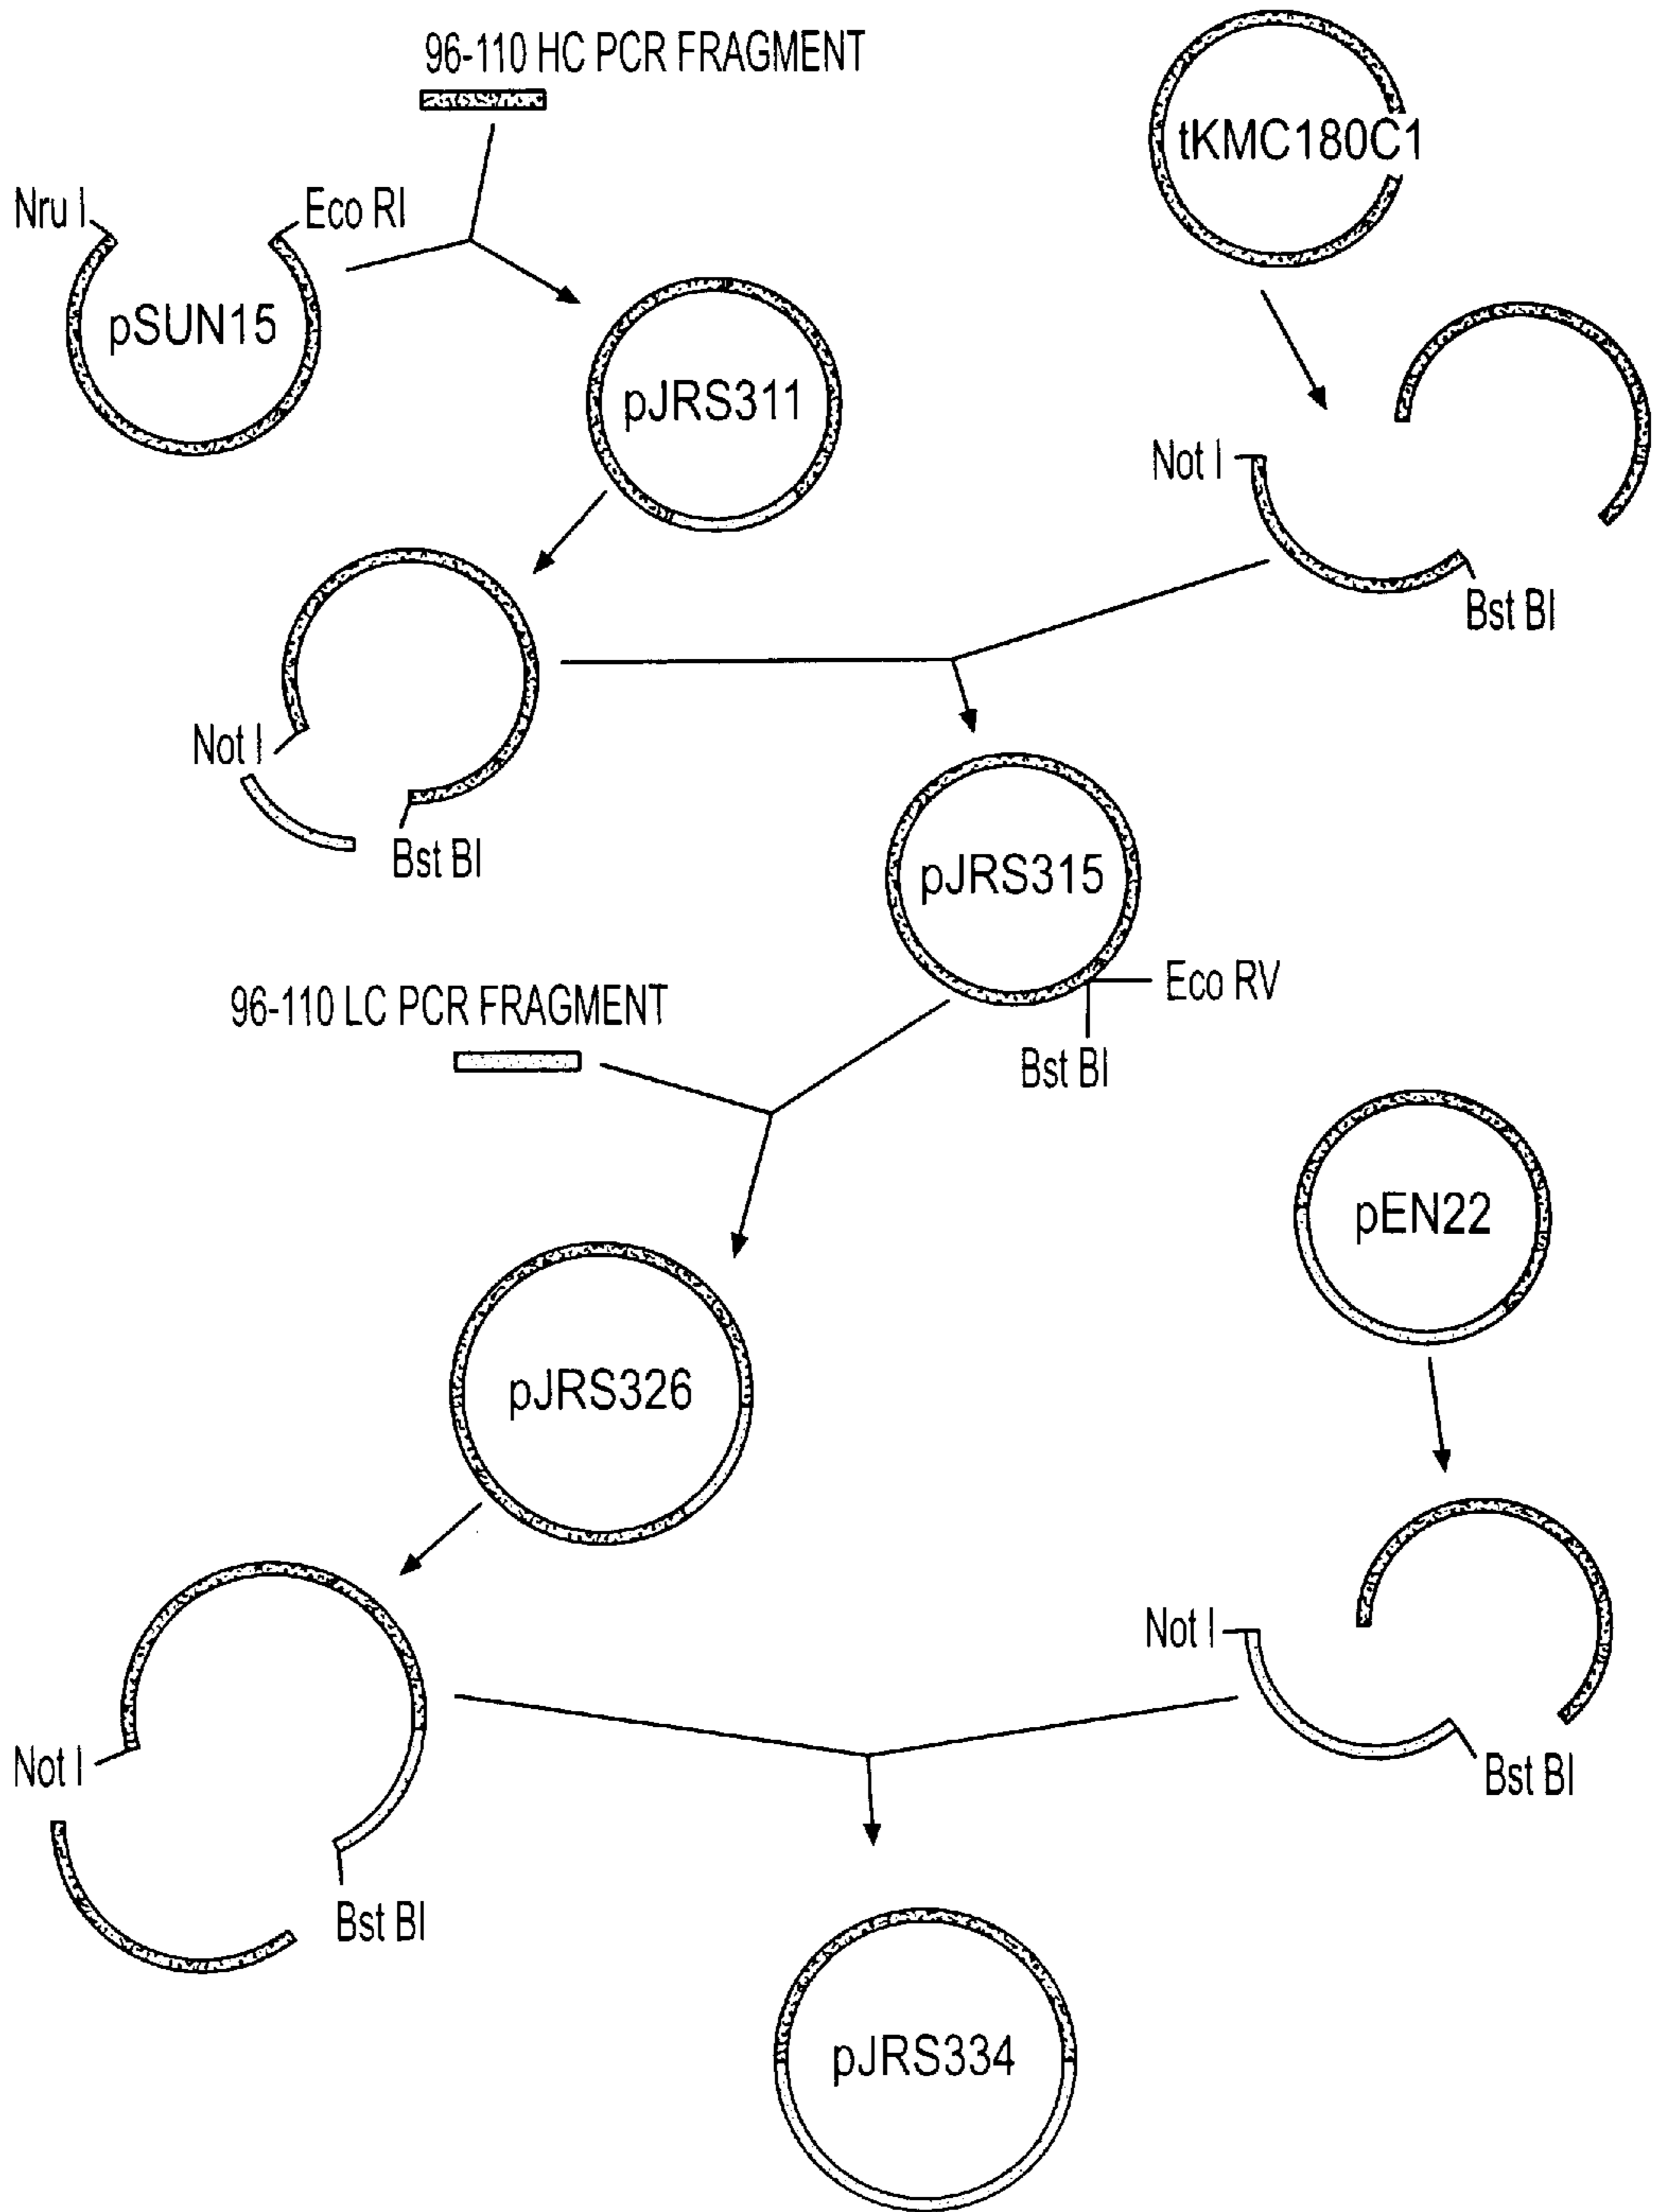 96-110 HC PCR FRAGMENT
tKMC180C1
Nru I
Eco RI
pSUN15
pJRS311
Not I
Bst BI
Not I
Bst BI
pJRS315
Eco RV
Bst BI
96-110 LC PCR FRAGMENT
pEN22
pJRS326
Not I
Bst BI
Not I
Bst BI
pJRS334